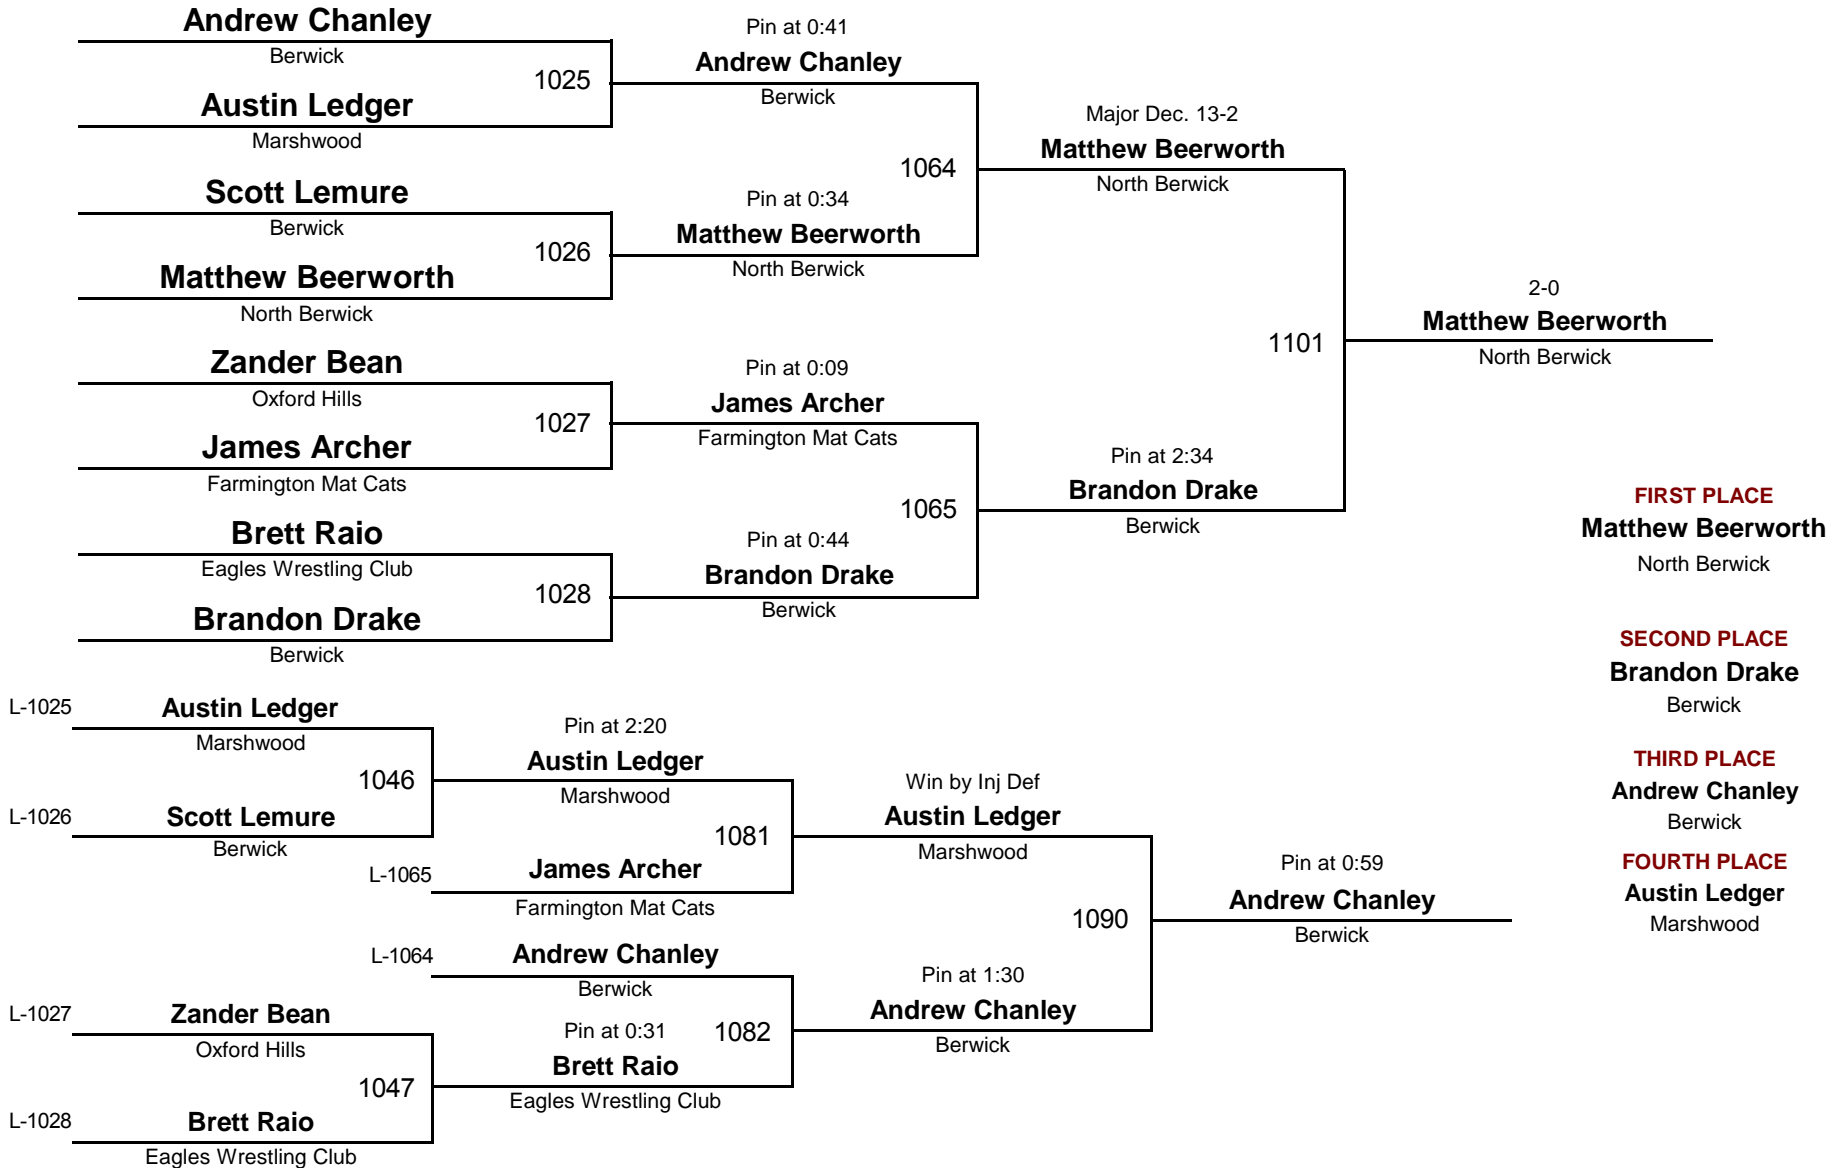 Andrew Chanley
Berwick
1025
Austin Ledger
Marshwood
Scott Lemure
Berwick
1026
Matthew Beerworth
North Berwick
Zander Bean
Oxford Hills
1027
James Archer
Farmington Mat Cats
Brett Raio
Eagles Wrestling Club
1028
Brandon Drake
Berwick
Pin at 0:41
Andrew Chanley
Berwick
1064
Pin at 0:34
Matthew Beerworth
North Berwick
Pin at 0:09
James Archer
Farmington Mat Cats
1065
Pin at 0:44
Brandon Drake
Berwick
Major Dec. 13-2
Matthew Beerworth
North Berwick
1101
Pin at 2:34
Brandon Drake
Berwick
2-0
Matthew Beerworth
North Berwick
FIRST PLACE
Matthew Beerworth
North Berwick
SECOND PLACE
Brandon Drake
Berwick
THIRD PLACE
Andrew Chanley
Berwick
FOURTH PLACE
Austin Ledger
Marshwood
L-1025
Austin Ledger
Marshwood
1046
L-1026
Scott Lemure
Berwick
Pin at 2:20
Austin Ledger
Marshwood
1081
L-1065
James Archer
Farmington Mat Cats
L-1064
Andrew Chanley
Berwick
1082
L-1027
Zander Bean
Oxford Hills
1047
L-1028
Brett Raio
Eagles Wrestling Club
Pin at 0:31
Brett Raio
Eagles Wrestling Club
Win by Inj Def
Austin Ledger
Marshwood
1090
Pin at 1:30
Andrew Chanley
Berwick
Pin at 0:59
Andrew Chanley
Berwick